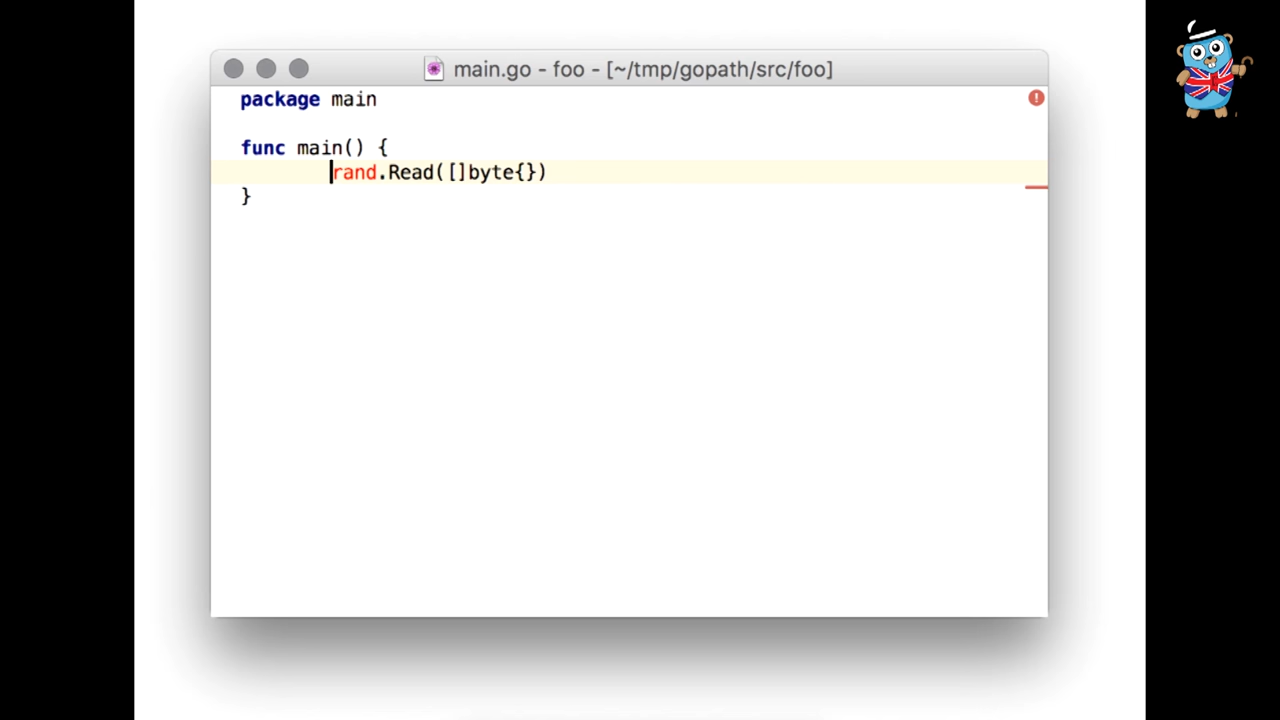 main.go - foo - [~/tmp/gopath/src/foo]
package main
func main() {
rand.Read([]byte{})
}